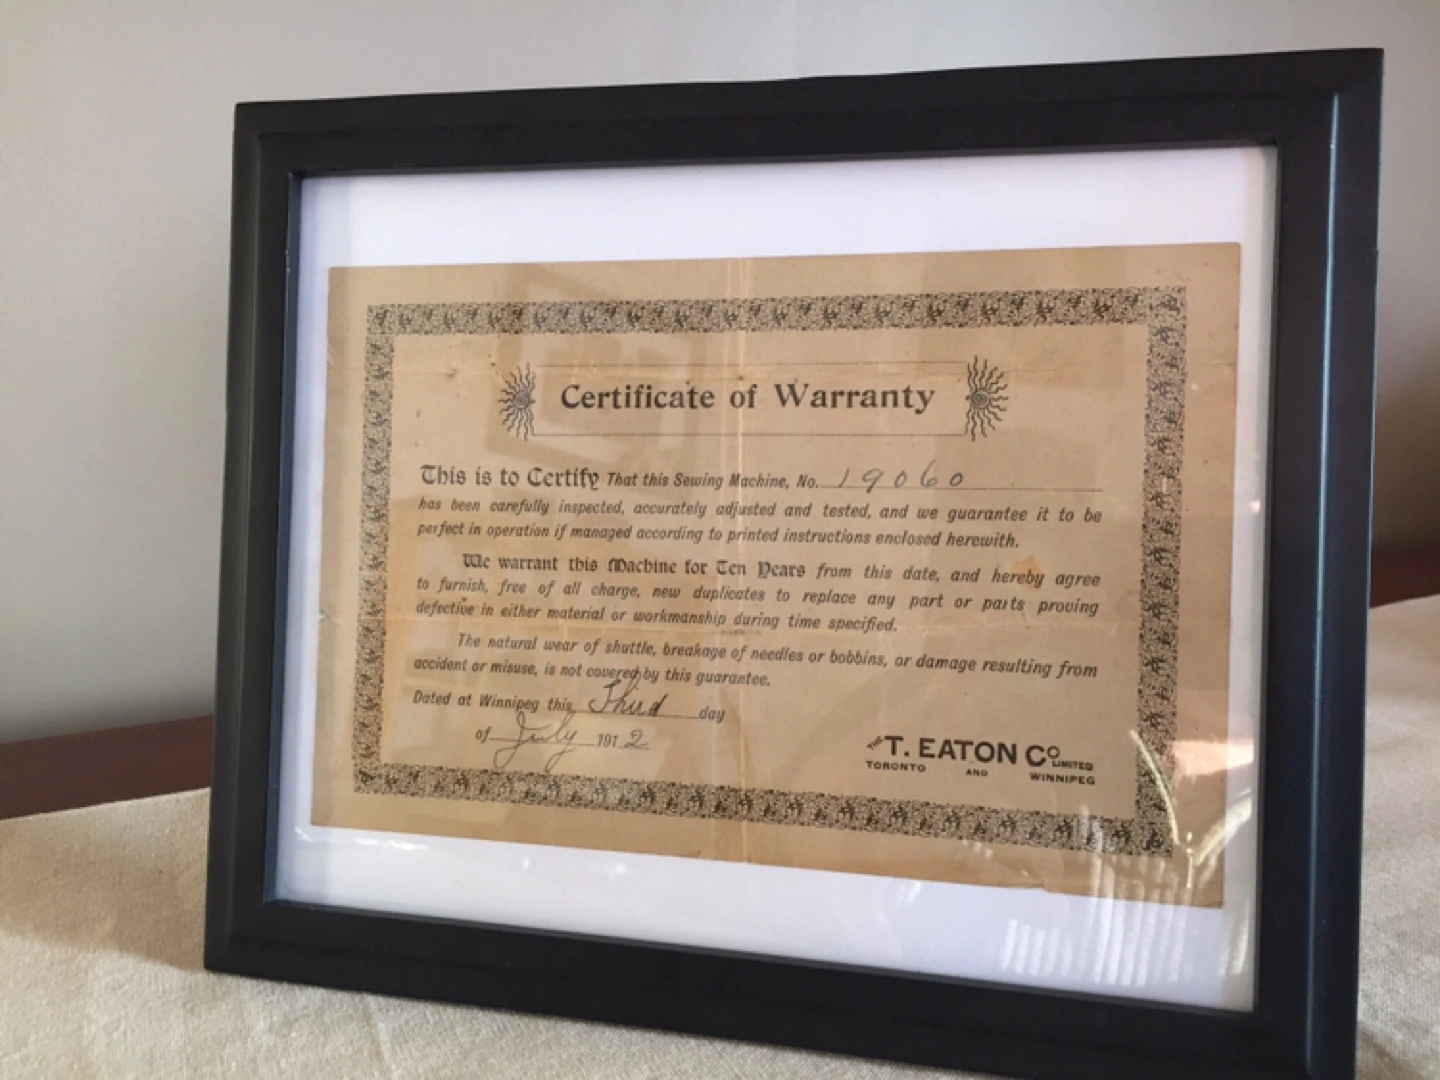 Certificate of Warranty
This is to Certify That this Sewing Machine, No. 19060
has been carefully inspected, accurately adjusted and tested, and we guarantee it to be
perfect in operation if managed according to printed instructions enclosed herewith.
We warrant this Machine for Ten Years from this date, and hereby agree
to furnish, free of all charge, new duplicates to replace any part or parts proving
defective in either material or workmanship during time specified.
The natural wear of shuttle, breakage of needles or bobbins, or damage resulting from
accident or misuse, is not covered by this guarantee.
Dated at Winnipeg this Third day
of July 1912
THE T. EATON CO LIMITED
TORONTO AND WINNIPEG